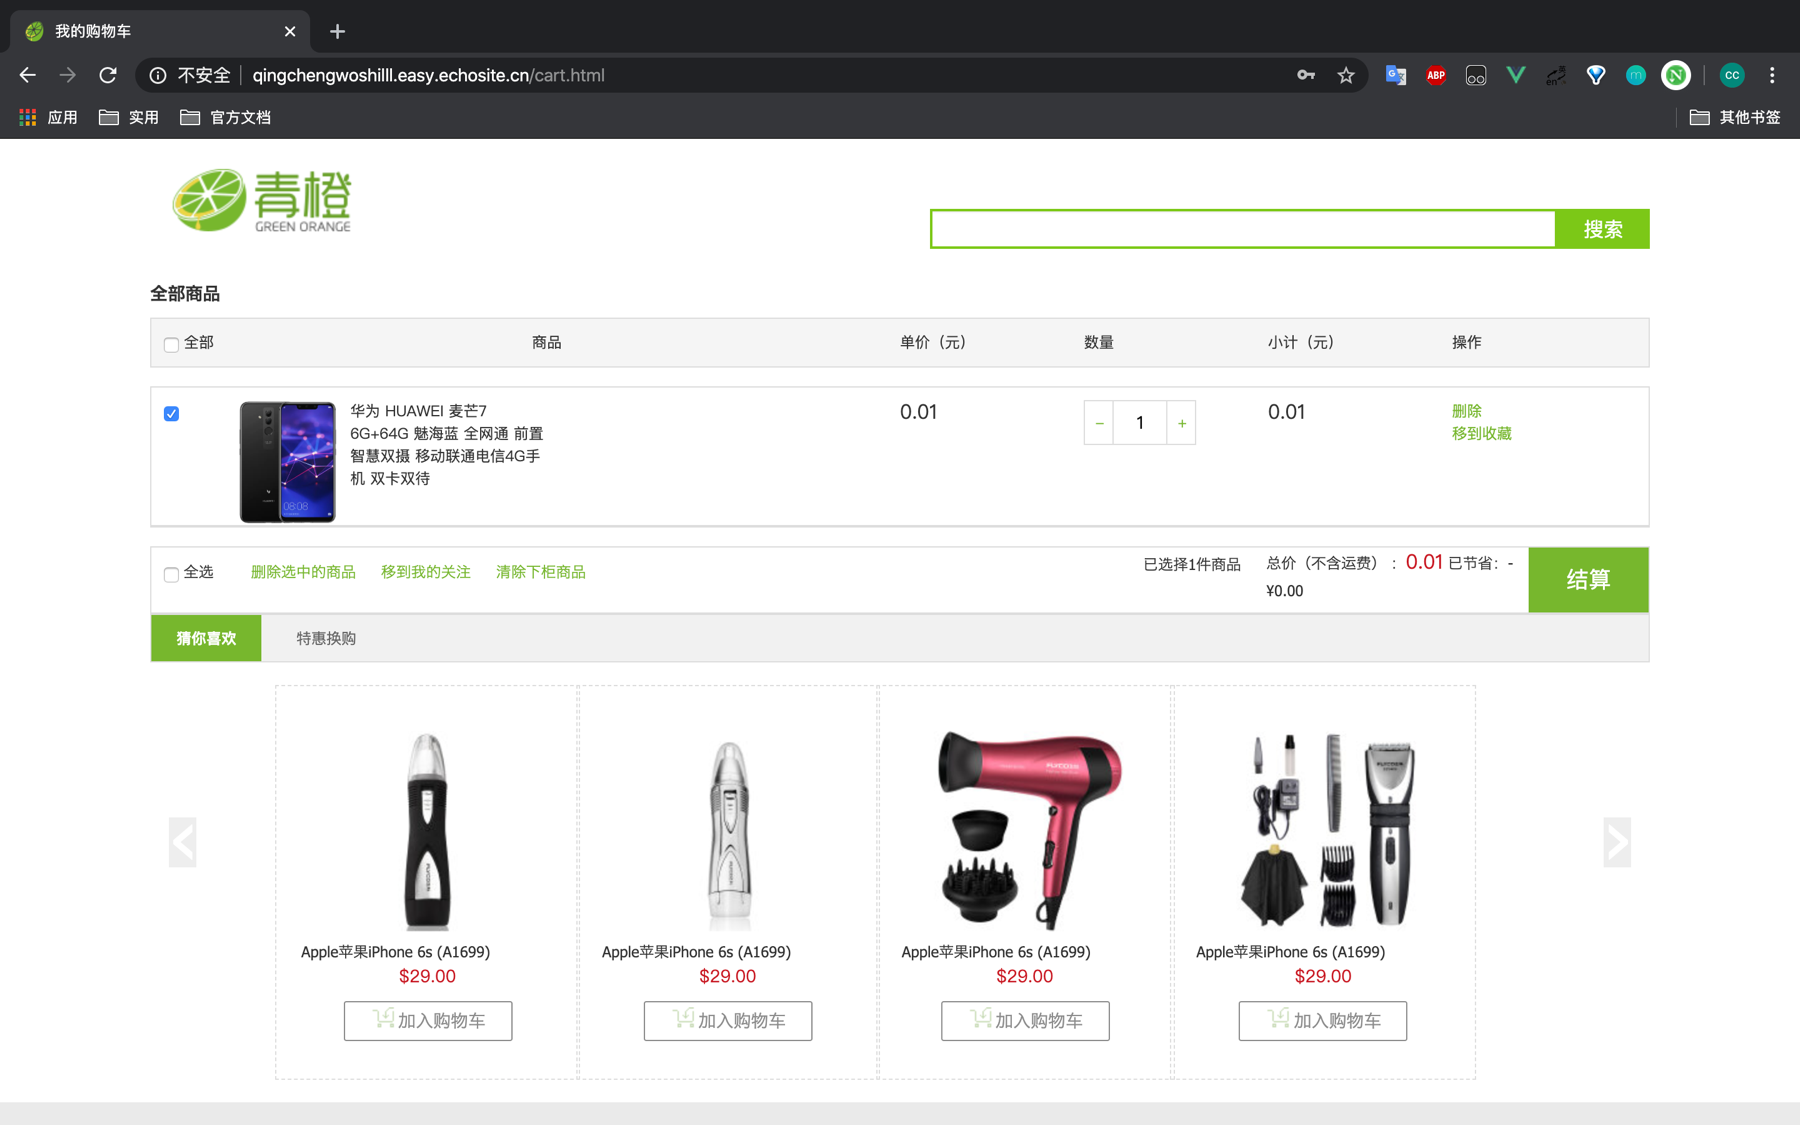 我的购物车
不安全 qingchengwoshilll.easy.echosite.cn/cart.html
ABP
CC
应用 实用 官方文档 其他书签
青橙
GREEN ORANGE
搜索
全部商品
全部 商品 单价（元） 数量 小计（元） 操作
华为 HUAWEI 麦芒7
6G+64G 魅海蓝 全网通 前置
智慧双摄 移动联通电信4G手
机 双卡双待
0.01
- 1 +
0.01
删除
移到收藏
08:08
全选 删除选中的商品 移到我的关注 清除下柜商品
已选择1件商品
总价（不含运费） ： 0.01 已节省：-
¥0.00
结算
猜你喜欢 特惠换购
Apple苹果iPhone 6s (A1699) Apple苹果iPhone 6s (A1699) Apple苹果iPhone 6s (A1699) Apple苹果iPhone 6s (A1699)
$29.00 $29.00 $29.00 $29.00
加入购物车 加入购物车 加入购物车 加入购物车